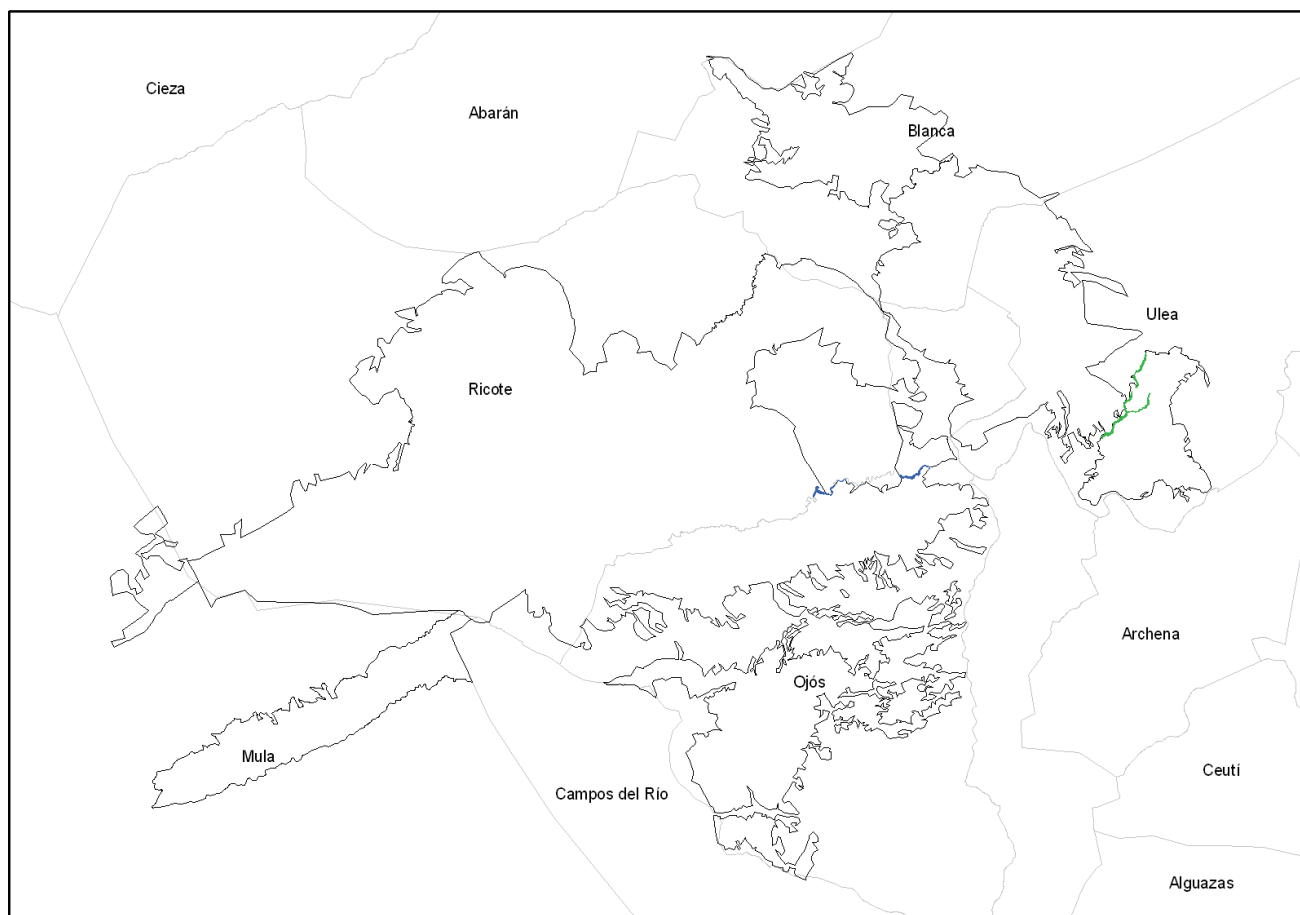 Cieza
Abarán
Blanca
Ulea
Ricote
Archena
Ojós
Mula
Ceutí
Campos del Río
Alguazas